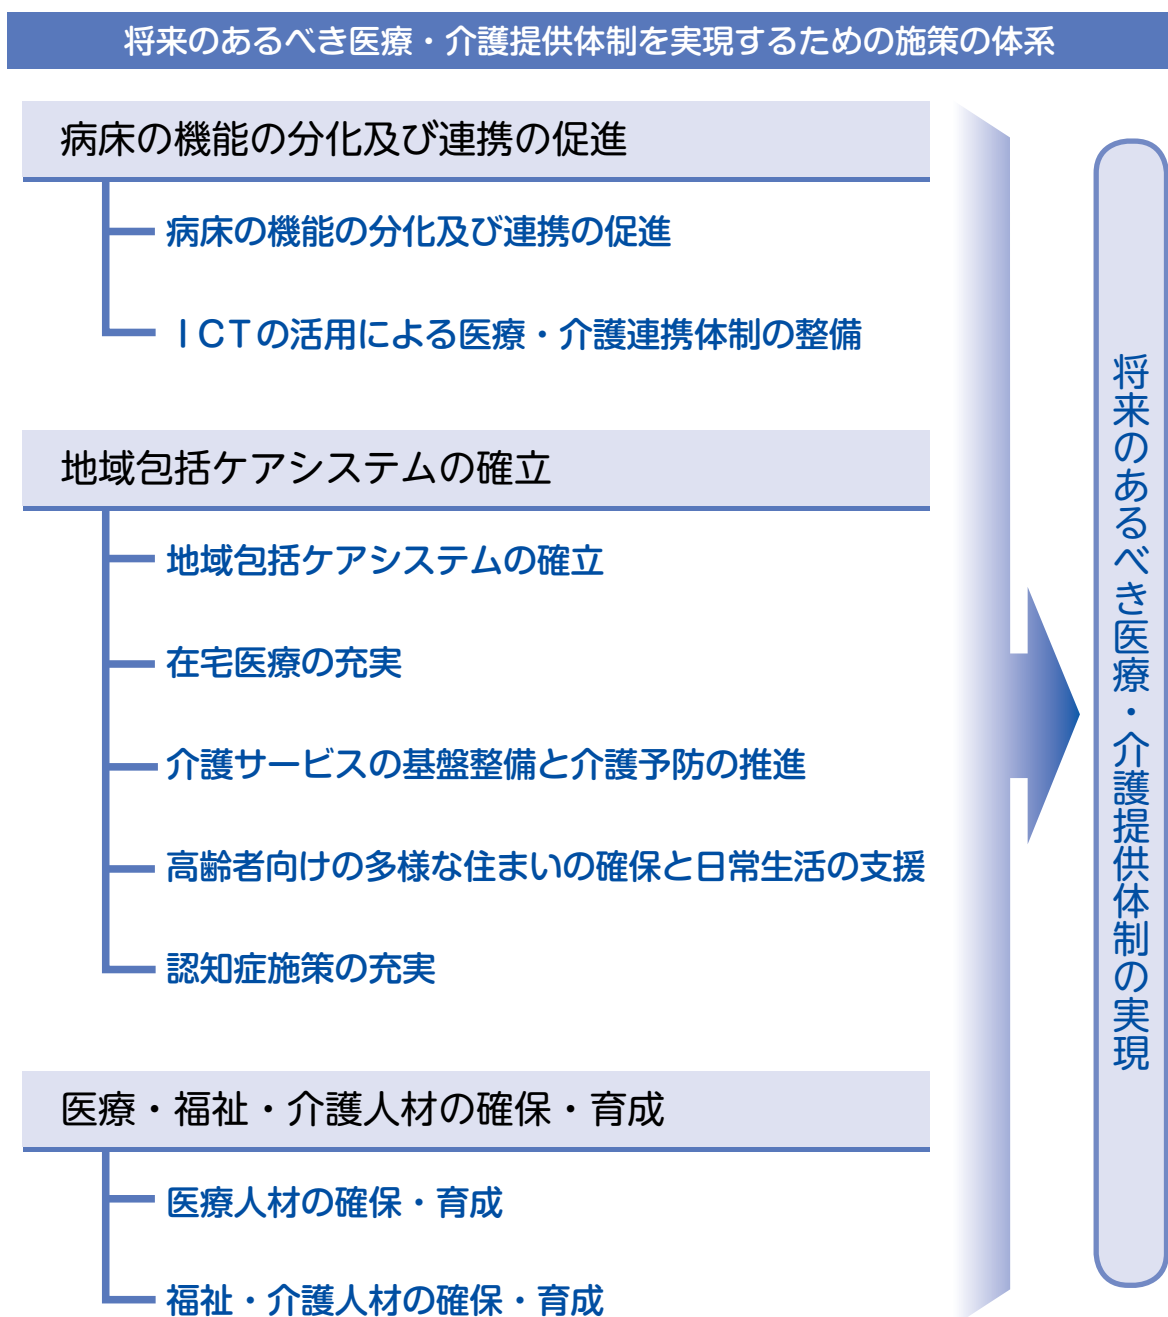 将来のあるべき医療・介護提供体制を実現するための施策の体系
病床の機能の分化及び連携の促進
病床の機能の分化及び連携の促進
ICTの活用による医療・介護連携体制の整備
地域包括ケアシステムの確立
地域包括ケアシステムの確立
在宅医療の充実
介護サービスの基盤整備と介護予防の推進
高齢者向けの多様な住まいの確保と日常生活の支援
認知症施策の充実
医療・福祉・介護人材の確保・育成
医療人材の確保・育成
福祉・介護人材の確保・育成
将来のあるべき医療・介護提供体制の実現